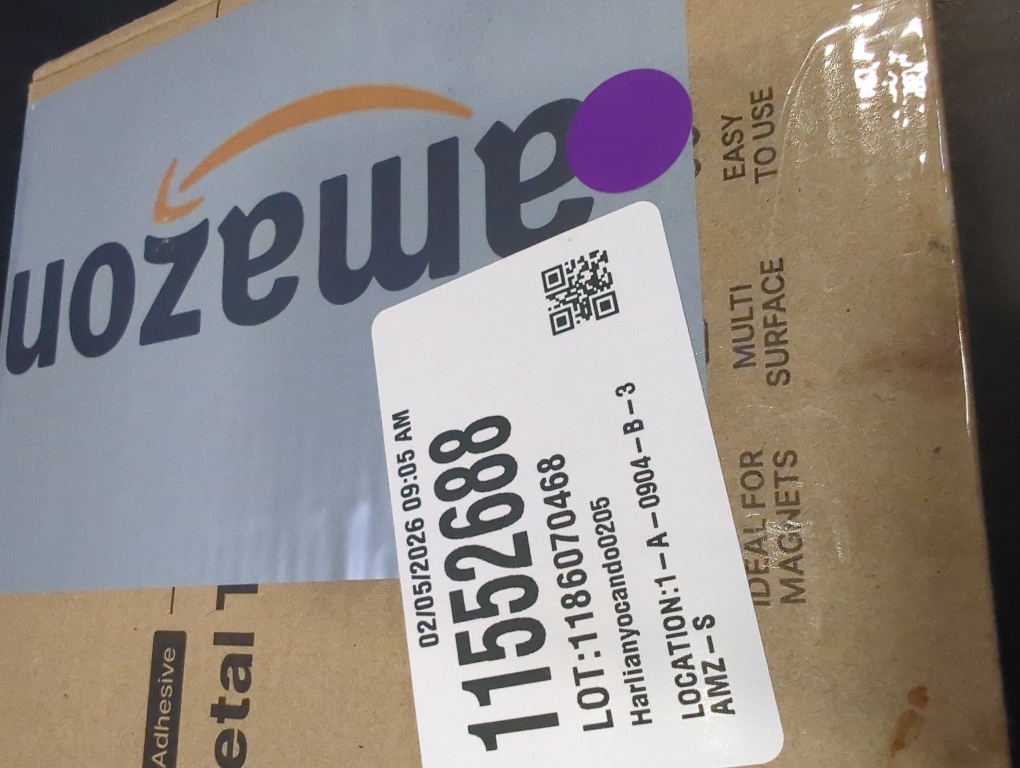 amazon
02/05/2026 09:05 AM
11552688
LOT:1186070468
Harlianyocando0205
LOCATION:1-A-0904-B-3
AMZ-S
EASY
TO USE
MULTI
SURFACE
IDEAL FOR
MAGNETS
Adhesive
etal